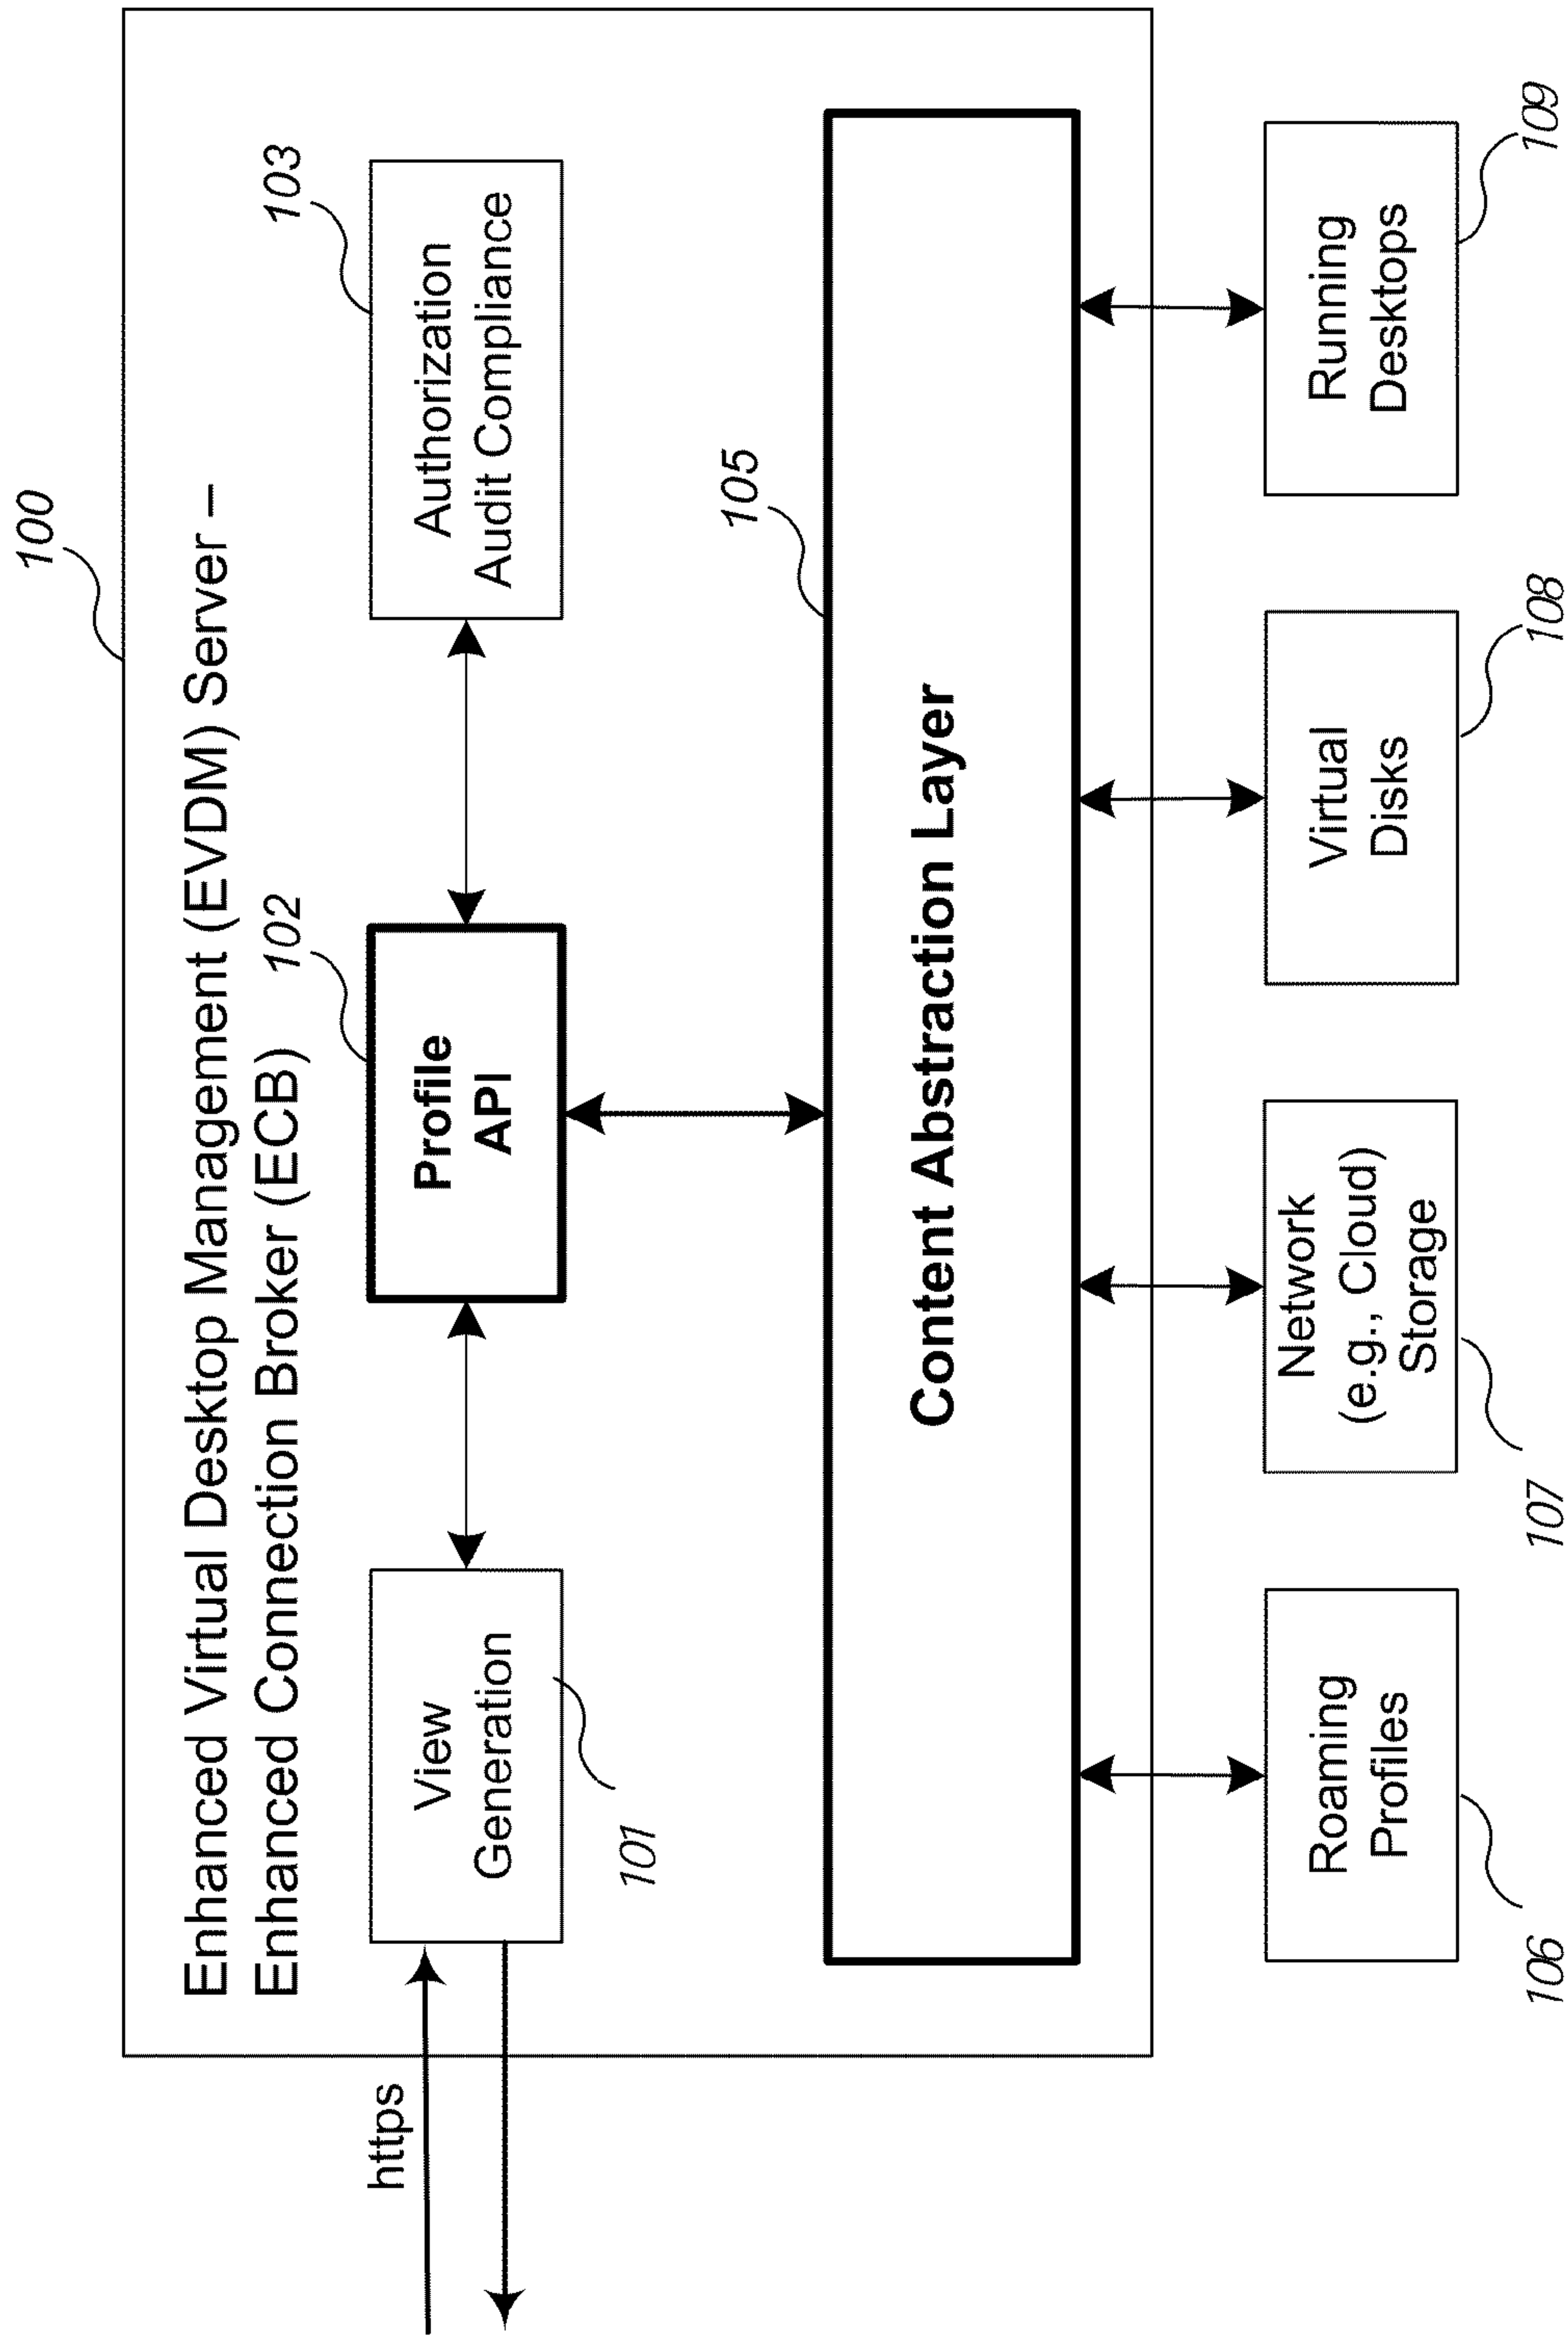 100
Enhanced Virtual Desktop Management (EVDM) Server –
Enhanced Connection Broker (ECB)
102
103
https
View
Generation
101
Profile
API
Authorization
Audit Compliance
105
Content Abstraction Layer
Roaming
Profiles
106
Network
(e.g., Cloud)
Storage
107
Virtual
Disks
108
Running
Desktops
109